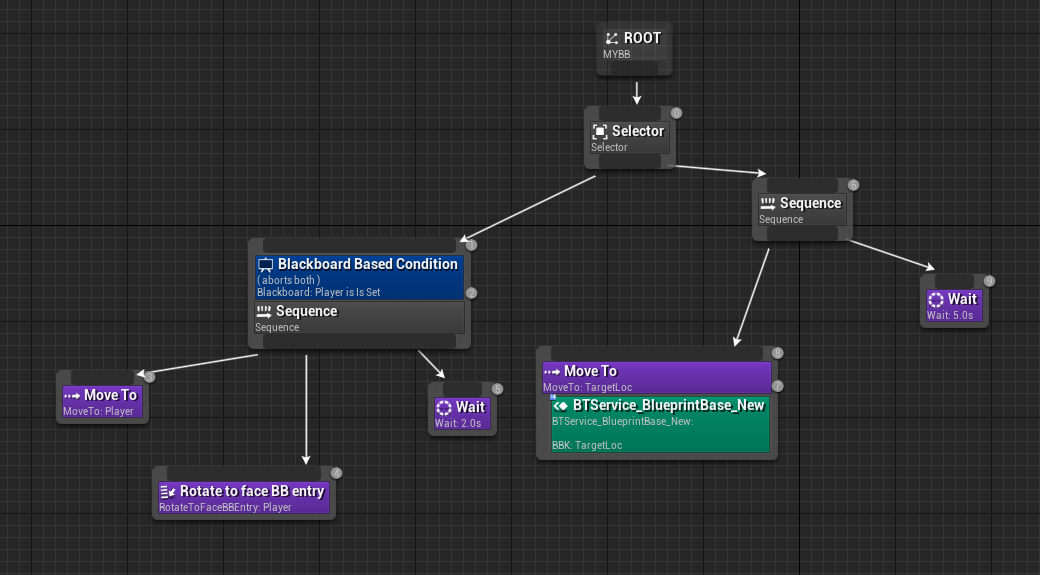 ROOT
MYBB
0
Selector
Selector
6
Sequence
Sequence
1
Blackboard Based Condition
( aborts both )
Blackboard: Player is Is Set
2
Sequence
Sequence
9
Wait
Wait: 5.0s
3
Move To
MoveTo: Player
5
Wait
Wait: 2.0s
8
Move To
MoveTo: TargetLoc
7
BTService_BlueprintBase_New
BTService_BlueprintBase_New:
BBK: TargetLoc
4
Rotate to face BB entry
RotateToFaceBBEntry: Player